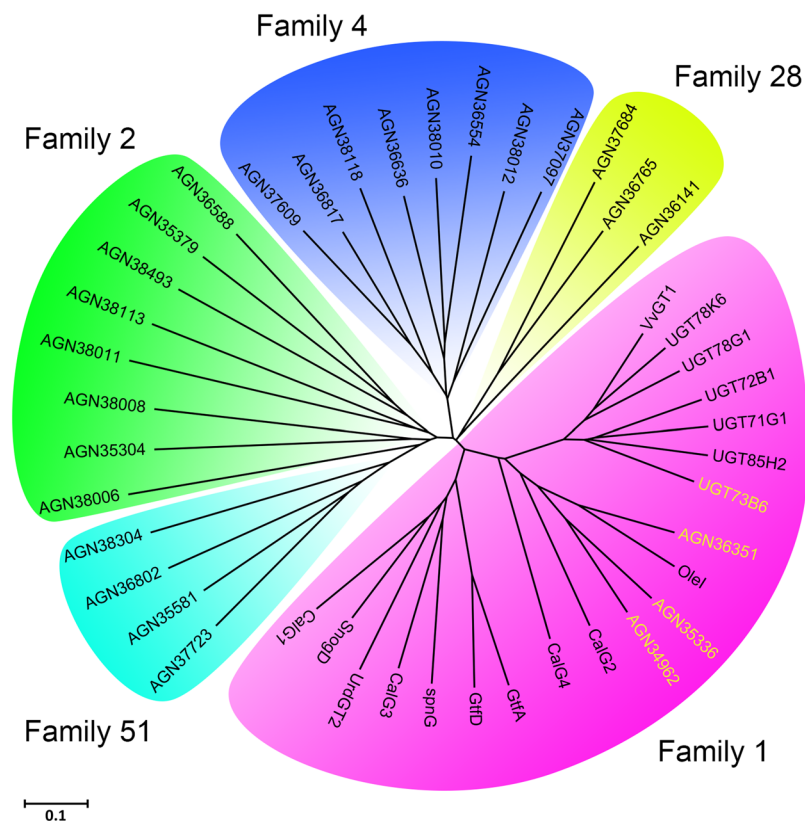 Family 4
Family 28
Family 2
Family 51
Family 1
AGN37609
AGN36817
AGN38118
AGN36636
AGN38010
AGN36554
AGN38012
AGN37097
AGN37684
AGN36765
AGN36141
VvGT1
UGT78K6
UGT78G1
UGT72B1
UGT71G1
UGT85H2
UGT73B6
AGN36351
OleI
AGN35336
AGN34962
CalG2
CalG4
GtfA
GtfD
spnG
CalG3
UrdGT2
SnogD
CalG1
AGN37723
AGN35581
AGN36802
AGN38304
AGN38006
AGN35304
AGN38008
AGN38011
AGN38113
AGN38493
AGN35379
AGN36588
0.1